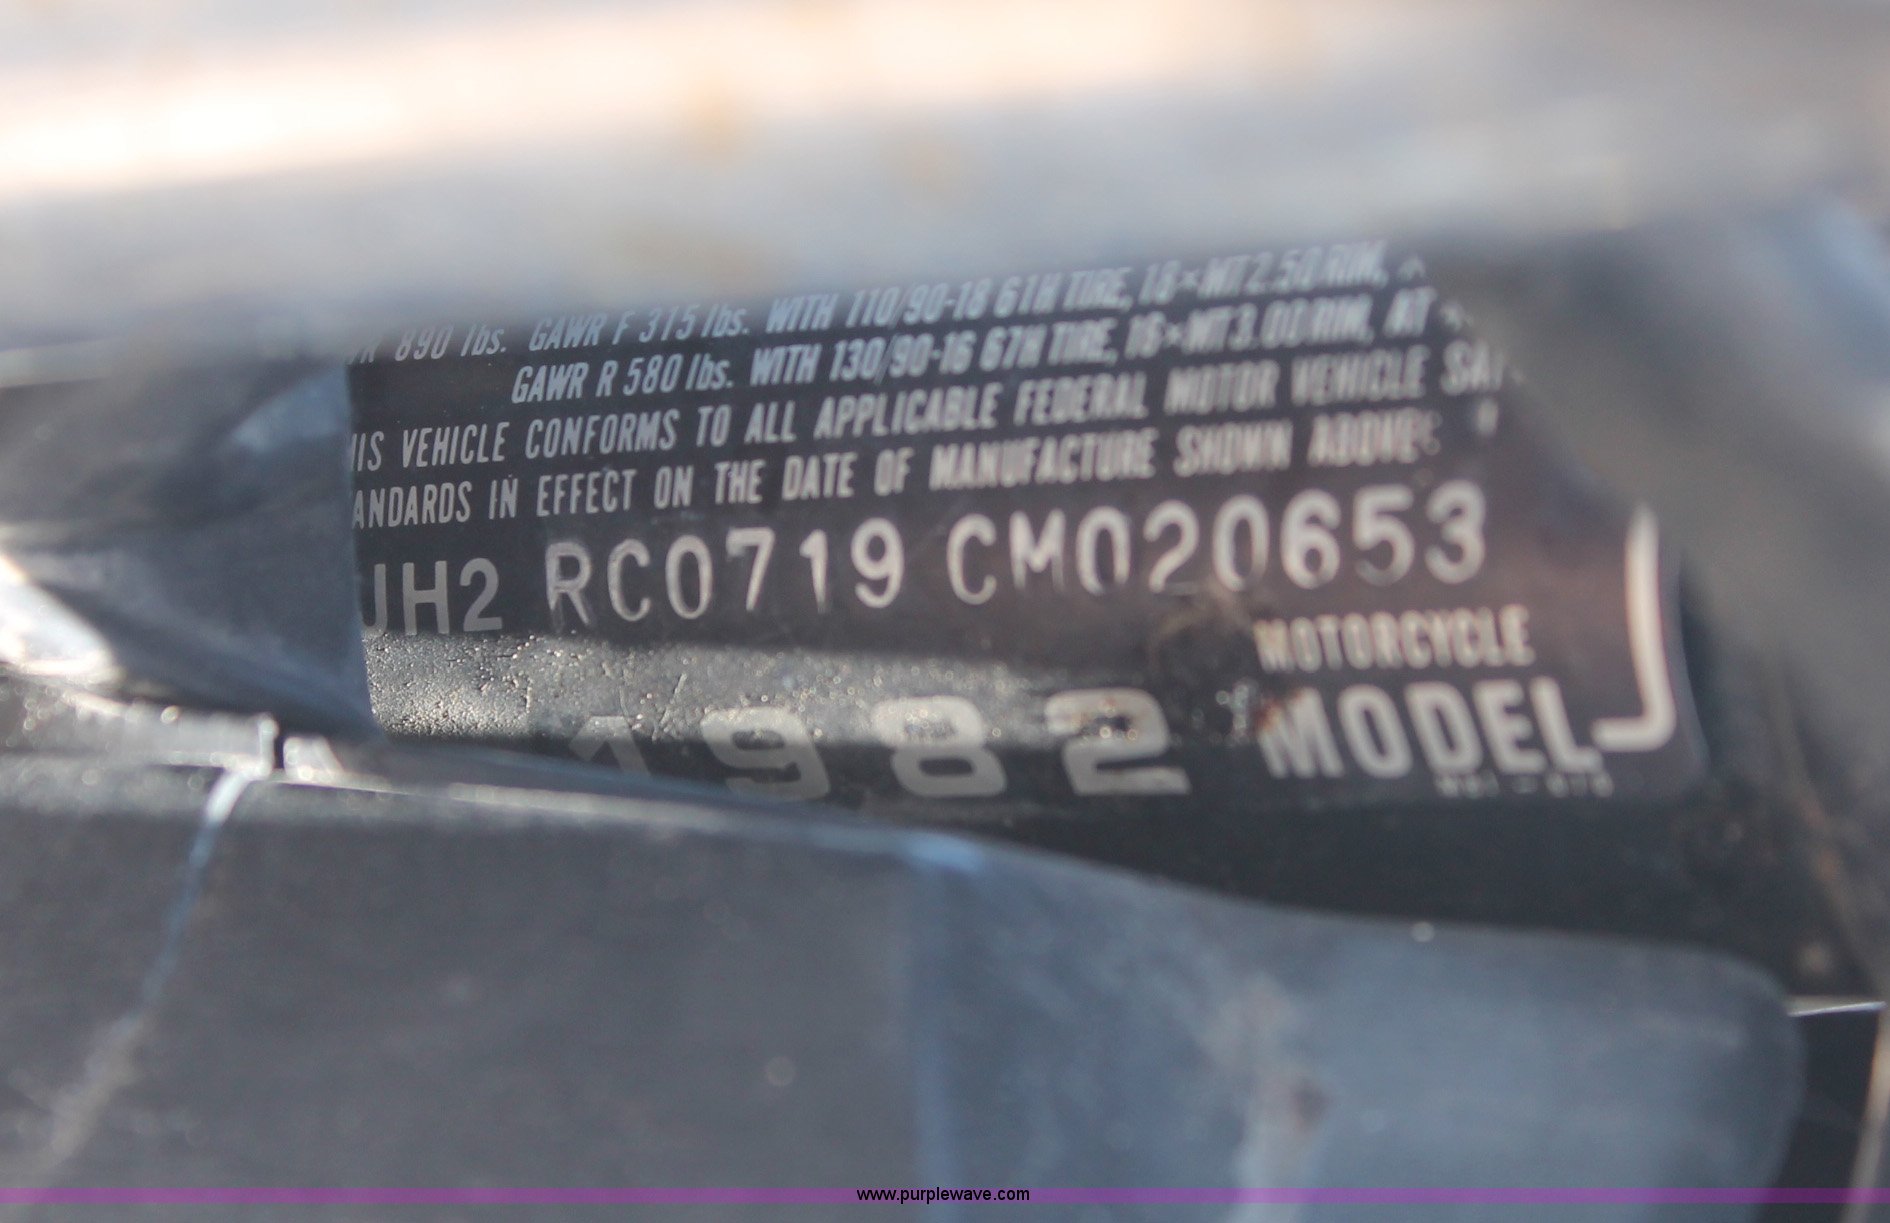 890 lbs. GAWR F 315 lbs. WITH 110/90-18 61H TIRE, 18×MT2.50 RIM,
GAWR R 580 lbs. WITH 130/90-16 67H TIRE, 16×MT3.00 RIM, AT
VEHICLE CONFORMS TO ALL APPLICABLE FEDERAL MOTOR VEHICLE
IN EFFECT ON THE DATE OF MANUFACTURE SHOWN ABOVE.
JH2 RC0719 CM020653
MOTORCYCLE
1982 MODEL
www.purplewave.com